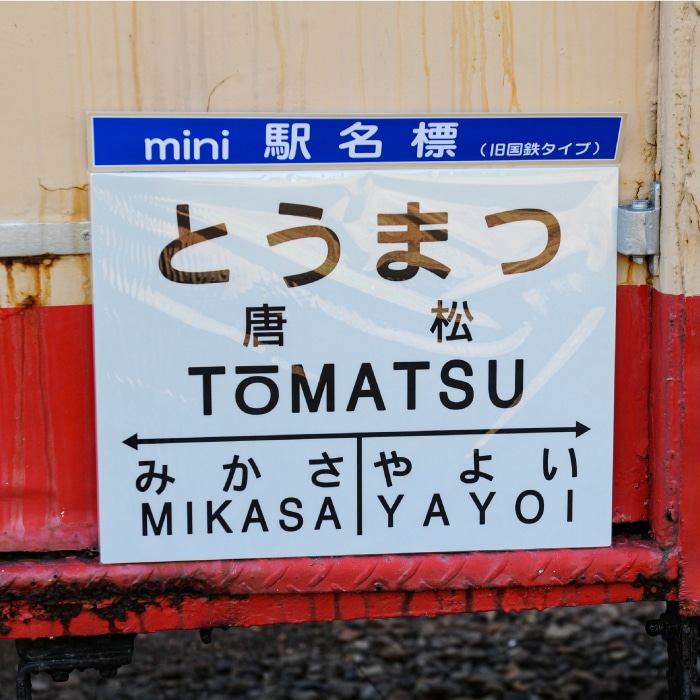 mini 駅名標 (旧国鉄タイプ)
とうまつ
唐松
TŌMATSU
みかさ やよい
MIKASA YAYOI